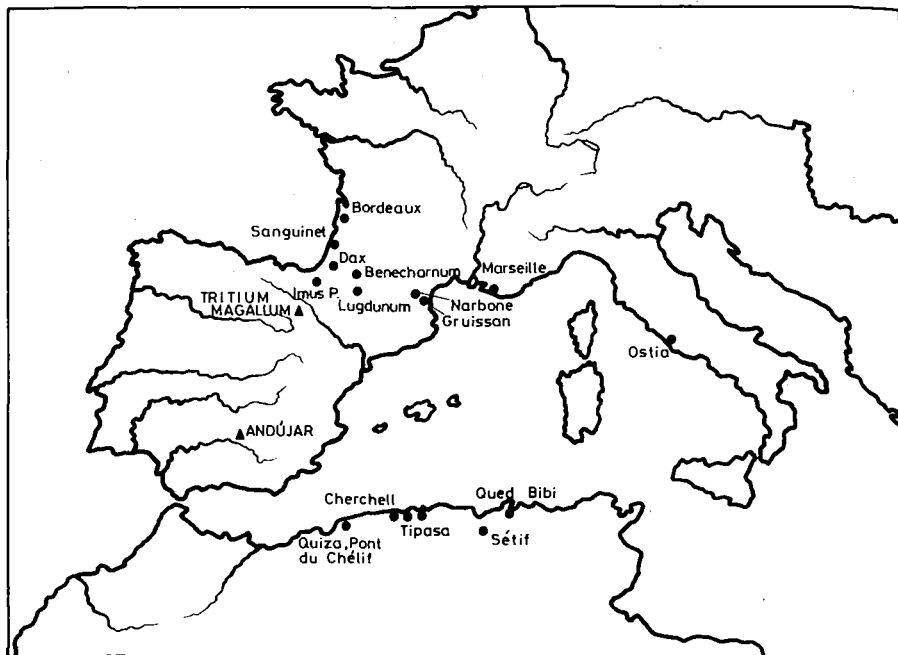 Bordeaux
Sanguinet
Dax
Benecharnum
Marseille
Imus P.
TRITIUM
MAGALLUM
Lugdunum
Narbone
Gruissan
Ostia
ANDÚJAR
Cherchell
Qued Bibi
Tipasa
Sétif
Quiza, Pont
du Chélif